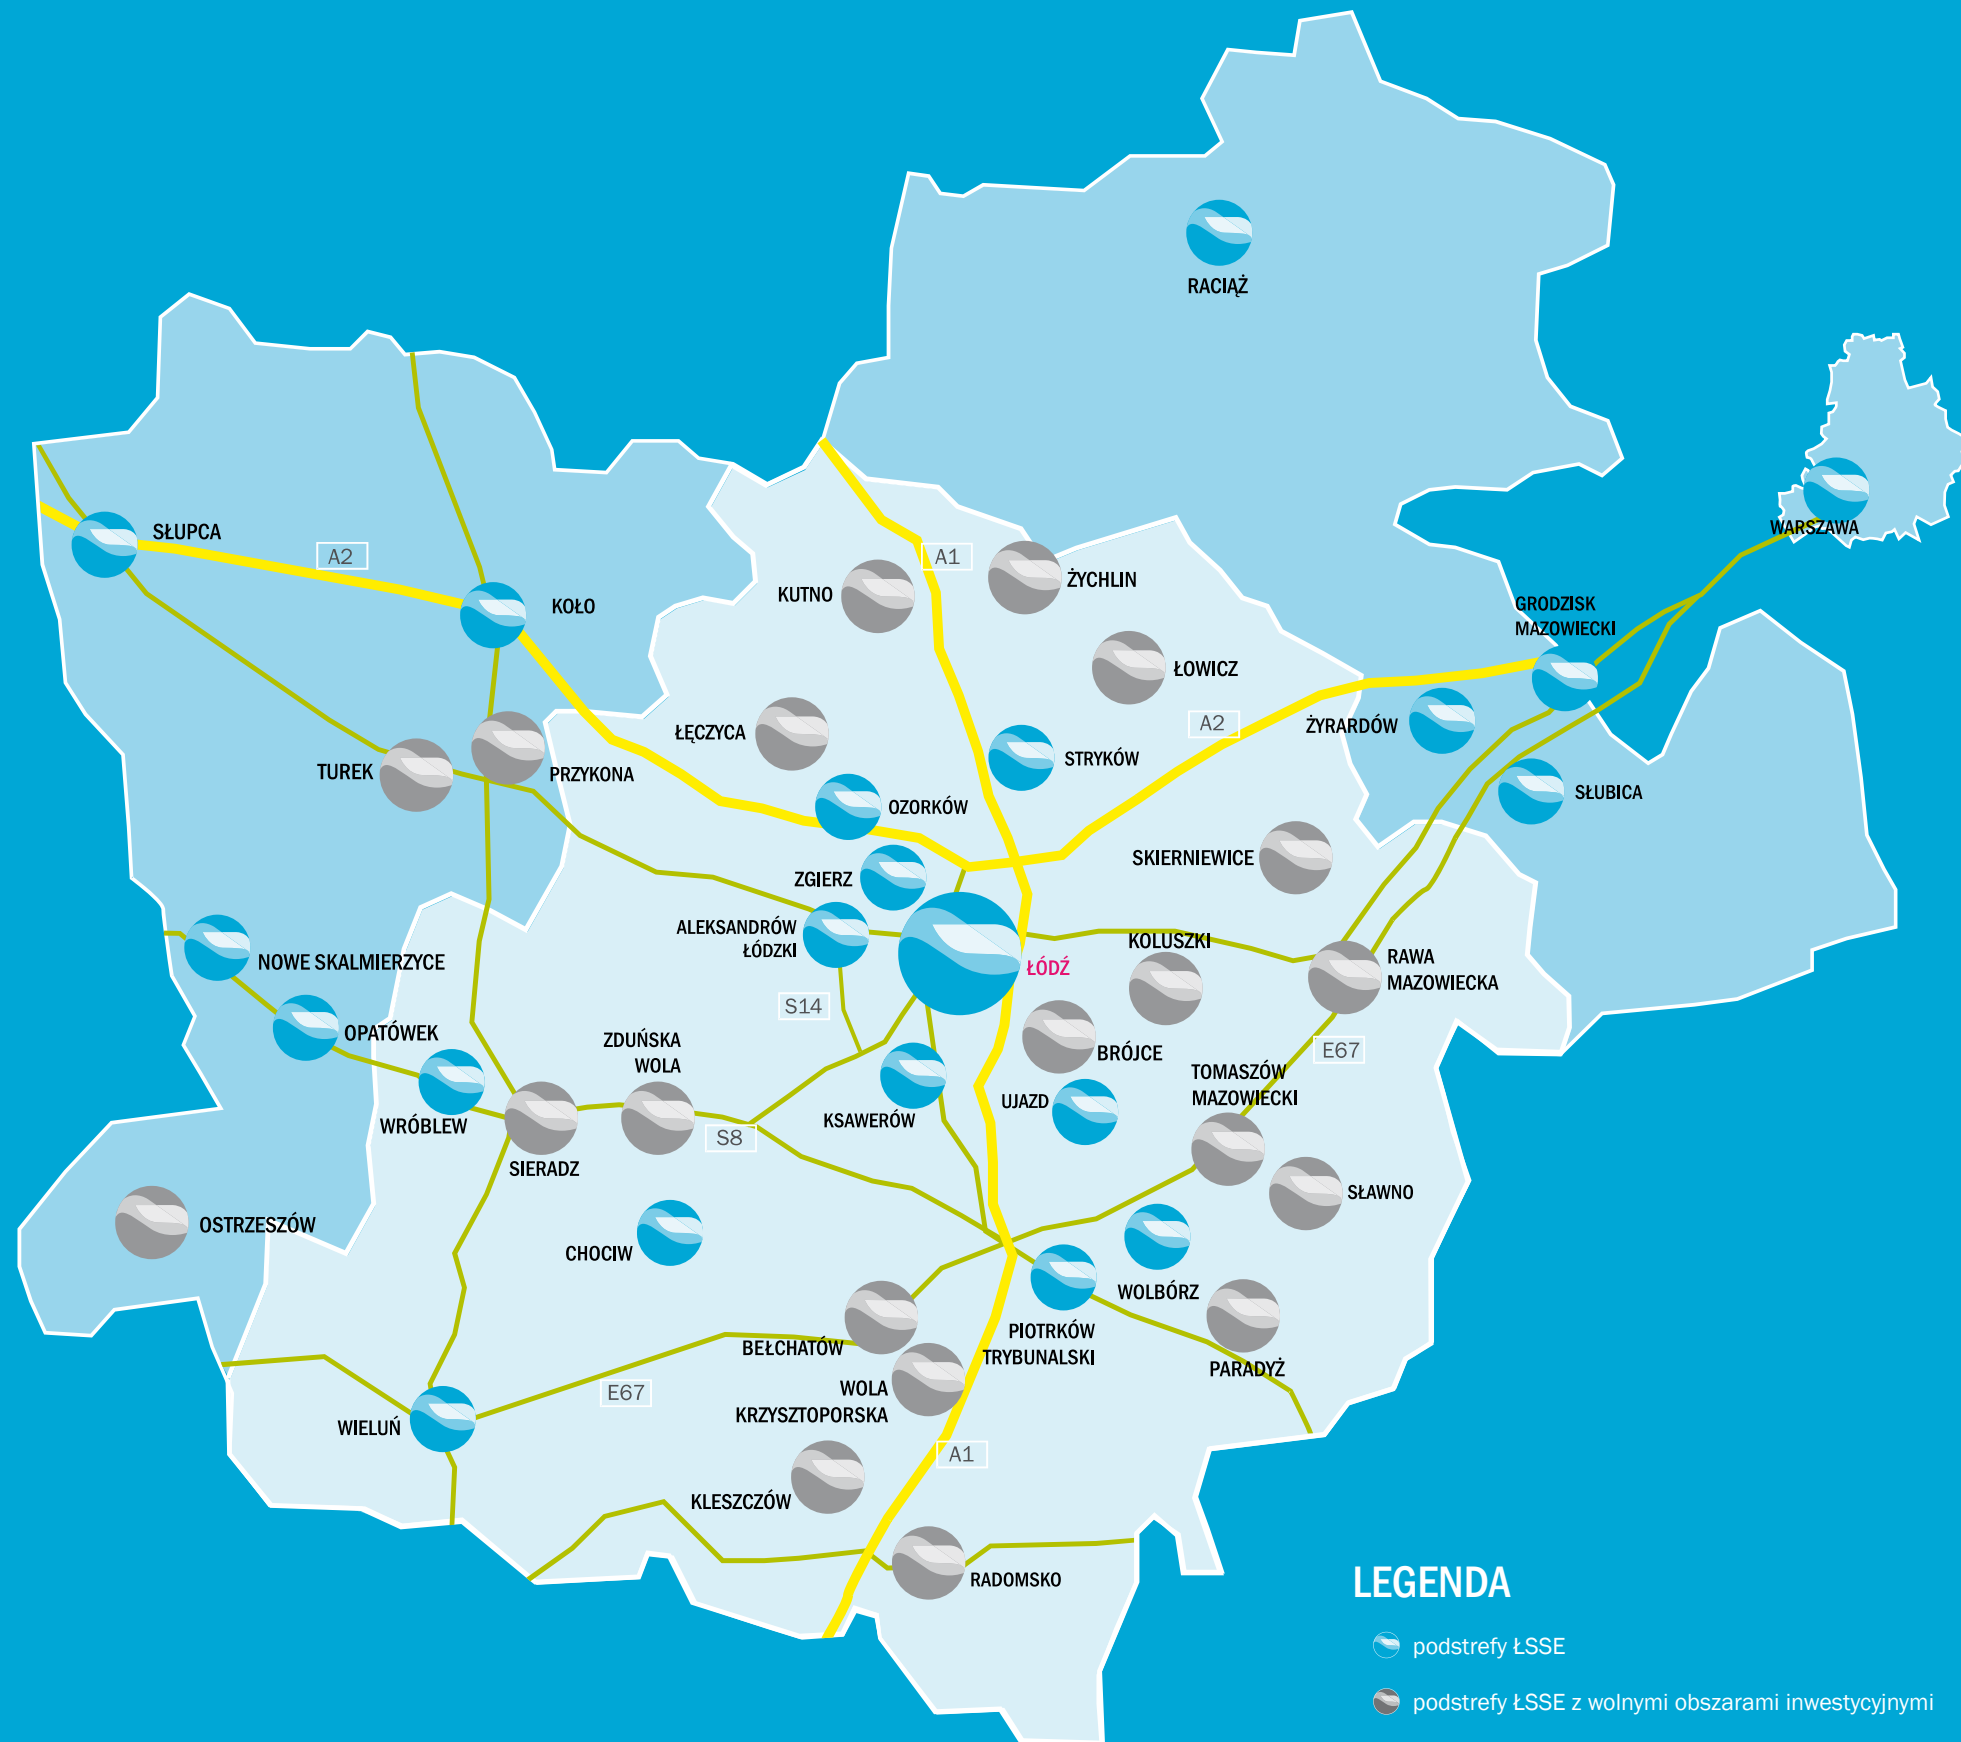 RACIĄŻ
WARSZAWA
SŁUPCA
A2
KOŁO
KUTNO
A1
ŻYCHLIN
GRODZISK
MAZOWIECKI
ŁOWICZ
ŁĘCZYCA
A2
ŻYRARDÓW
STRYKÓW
TUREK
PRZYKONA
OZORKÓW
SŁUBICA
SKIERNIEWICE
ZGIERZ
ALEKSANDRÓW
ŁÓDZKI
KOLUSZKI
NOWE SKALMIERZYCE
ŁÓDŹ
RAWA
MAZOWIECKA
S14
OPATÓWEK
ZDUŃSKA
WOLA
BRÓJCE
E67
TOMASZÓW
MAZOWIECKI
UJAZD
WRÓBLEW
KSAWERÓW
S8
SIERADZ
SŁAWNO
OSTRZESZÓW
CHOCIW
WOLBÓRZ
PIOTRKÓW
TRYBUNALSKI
BEŁCHATÓW
PARADYŻ
E67
WOLA
KRZYSZTOPORSKA
WIELUŃ
A1
KLESZCZÓW
RADOMSKO
LEGENDA
podstrefy ŁSSE
podstrefy ŁSSE z wolnymi obszarami inwestycyjnymi